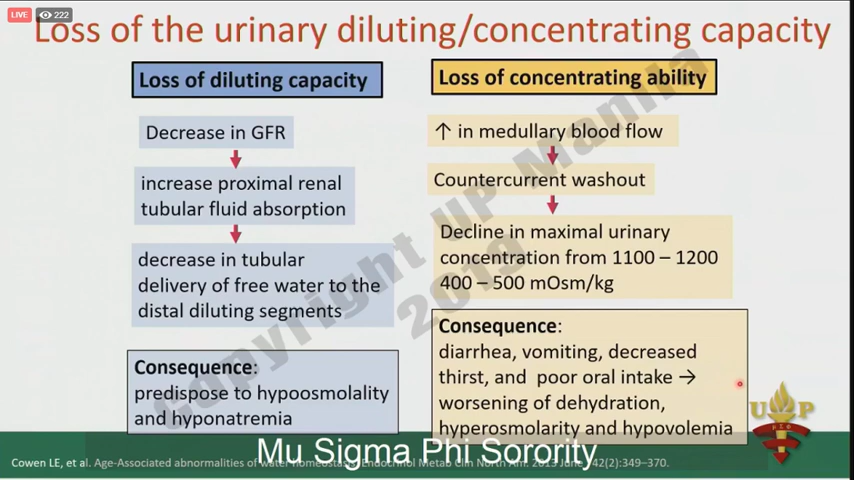 LIVE 222
Loss of the urinary diluting/concentrating capacity
Loss of diluting capacity
Decrease in GFR
increase proximal renal
tubular fluid absorption
decrease in tubular
delivery of free water to the
distal diluting segments
Consequence:
predispose to hypoosmolality
and hyponatremia
Loss of concentrating ability
↑ in medullary blood flow
Countercurrent washout
Decline in maximal urinary
concentration from 1100 – 1200
400 – 500 mOsm/kg
Consequence:
diarrhea, vomiting, decreased
thirst, and poor oral intake →
worsening of dehydration,
hyperosmolarity and hypovolemia
Copyright UP Manila
2019
U P
Mu Sigma Phi Sorority
Cowen LE, et al. Age-Associated abnormalities of water homeostasis. Endocrinol Metab Clin North Am. 2013 June; 42(2):349–370.